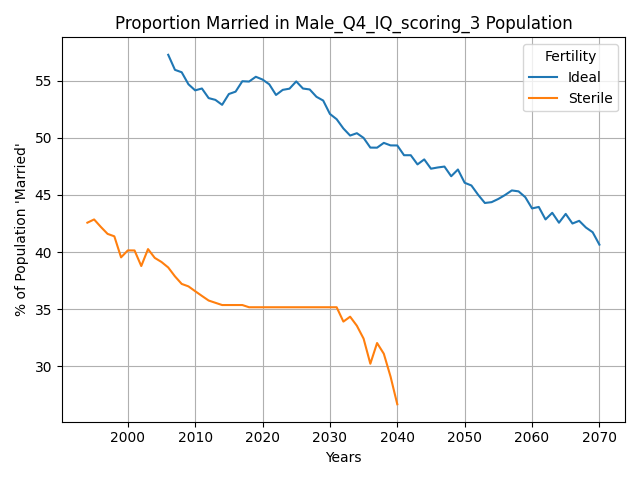 Proportion Married in Male_Q4_IQ_scoring_3 Population
% of Population 'Married'
55
50
45
40
35
30
Fertility
Ideal
Sterile
2000 2010 2020 2030 2040 2050 2060 2070
Years